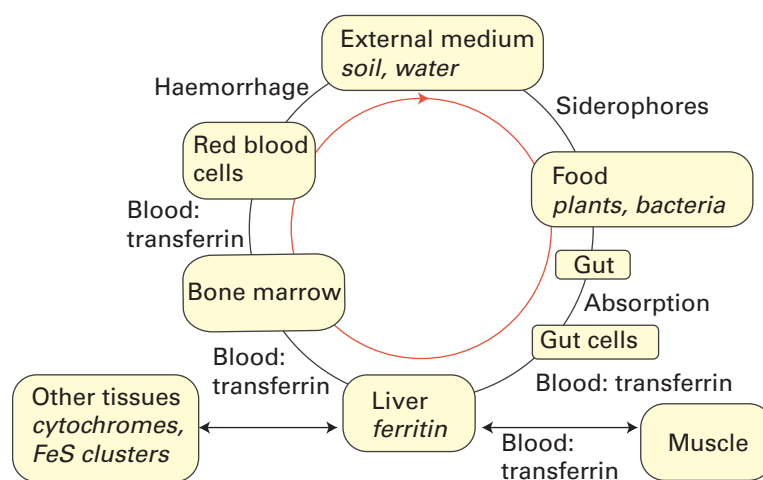 External medium
soil, water
Haemorrhage
Siderophores
Red blood
cells
Food
plants, bacteria
Blood:
transferrin
Gut
Bone marrow
Absorption
Gut cells
Blood:
transferrin
Blood: transferrin
Other tissues
cytochromes,
FeS clusters
Liver
ferritin
Blood:
transferrin
Muscle